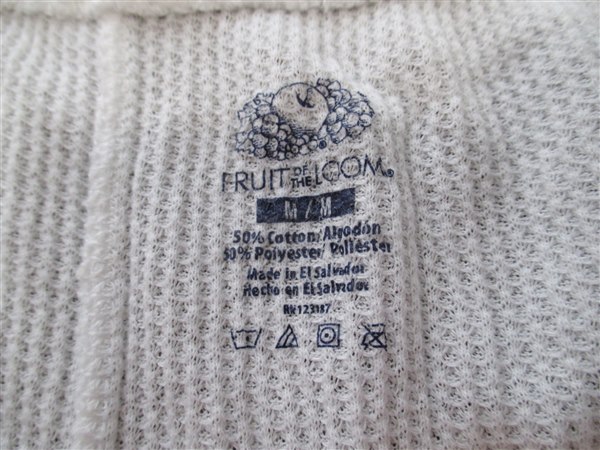 FRUIT OF THE LOOM®
M / M
50% Cotton/Algodón
50% Polyester/Poliéster
Made in El Salvador
Hecho en El Salvador
RN 123187